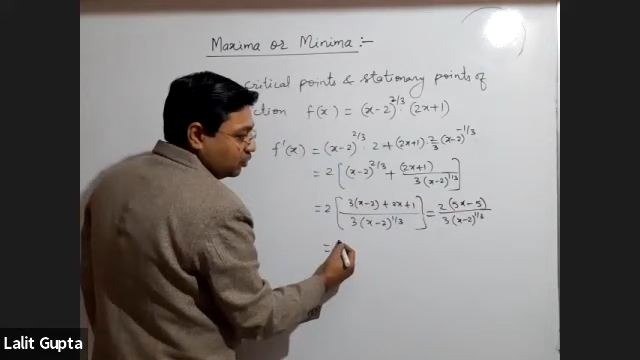 Maxima or Minima :-
critical points & stationary points of
f(x) = (x-2)^{2/3} · (2x+1)
f'(x) = (x-2)^{2/3} · 2 + (2x+1) · 2/3 (x-2)^{-1/3}
= 2 [ (x-2)^{2/3} + (2x+1) / 3(x-2)^{1/3} ]
= 2 [ 3(x-2) + 2x+1 / 3(x-2)^{1/3} ] = 2(5x-5) / 3(x-2)^{1/3}
=
Lalit Gupta